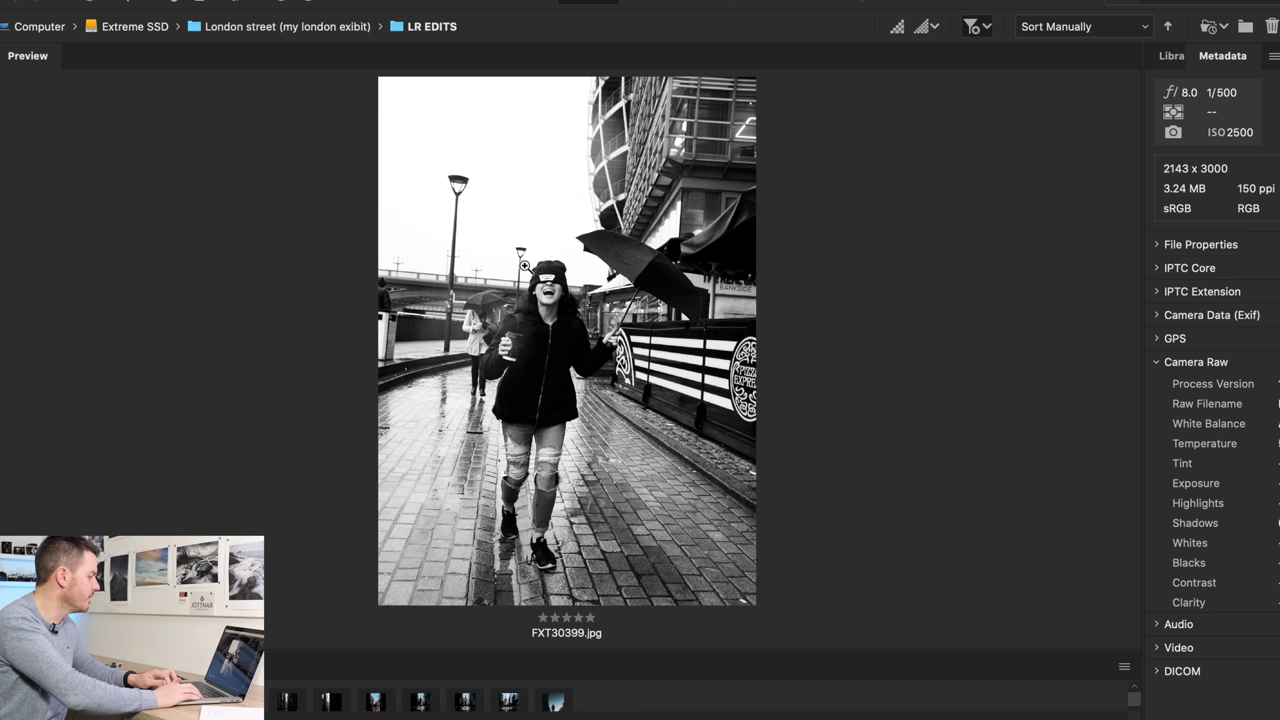 Computer
Extreme SSD
London street (my london exibit)
LR EDITS
Sort Manually
Preview
Libra
Metadata
f/ 8.0 1/500
--
ISO 2500
2143 x 3000
3.24 MB 150 ppi
sRGB RGB
File Properties
IPTC Core
IPTC Extension
Camera Data (Exif)
GPS
Camera Raw
Process Version
Raw Filename
White Balance
Temperature
Tint
Exposure
Highlights
Shadows
Whites
Blacks
Contrast
Clarity
Audio
Video
DICOM
BANKSIDE
PIZZA
EXPRE
FXT30399.jpg
JÖTTNAR